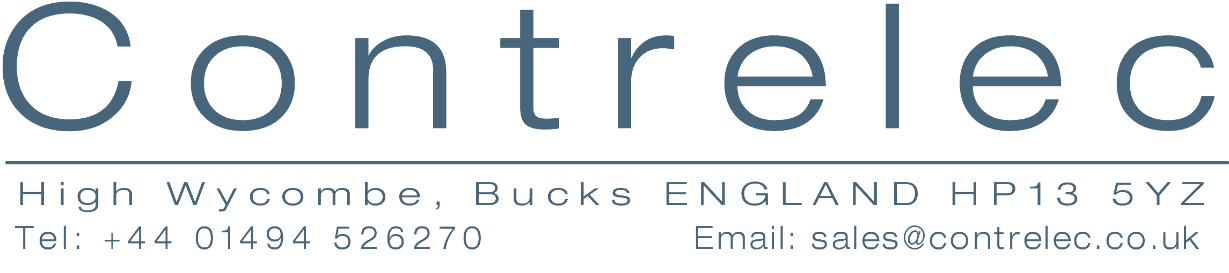 Contrelec
High Wycombe, Bucks ENGLAND HP13 5YZ
Tel: +44 01494 526270 Email: sales@contrelec.co.uk